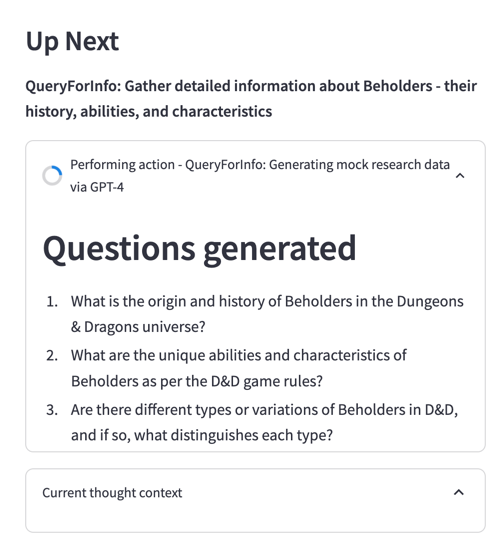 Up Next
QueryForInfo: Gather detailed information about Beholders - their
history, abilities, and characteristics
Performing action - QueryForInfo: Generating mock research data
via GPT-4
Questions generated
1. What is the origin and history of Beholders in the Dungeons
& Dragons universe?
2. What are the unique abilities and characteristics of
Beholders as per the D&D game rules?
3. Are there different types or variations of Beholders in D&D,
and if so, what distinguishes each type?
Current thought context